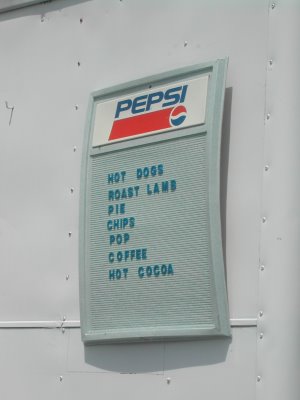 PEPSI
HOT DOGS
ROAST LAMB
PIE
CHIPS
POP
COFFEE
HOT COCOA